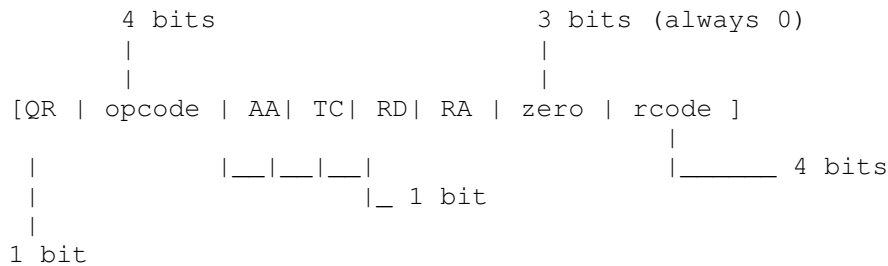 4 bits 3 bits (always 0)
[QR | opcode | AA| TC| RD| RA | zero | rcode ]
|__|__|__| |______ 4 bits
|_ 1 bit
1 bit